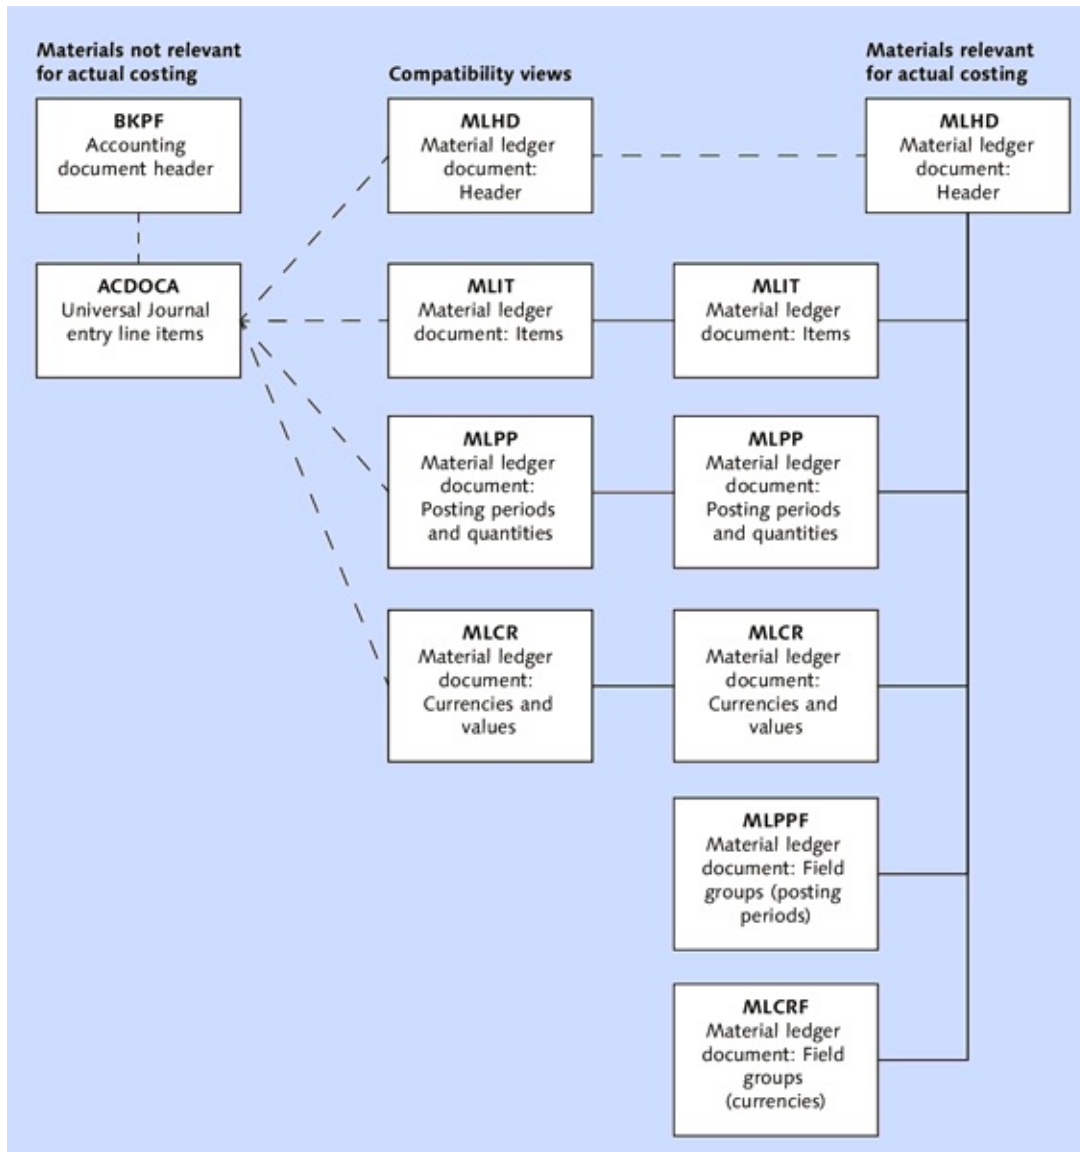 Materials not relevant
for actual costing
Compatibility views
Materials relevant
for actual costing
BKPF
Accounting
document header
MLHD
Material ledger
document:
Header
MLHD
Material ledger
document:
Header
ACDOCA
Universal Journal
entry line items
MLIT
Material ledger
document: Items
MLIT
Material ledger
document: Items
MLPP
Material ledger
document:
Posting periods
and quantities
MLPP
Material ledger
document:
Posting periods
and quantities
MLCR
Material ledger
document:
Currencies and
values
MLCR
Material ledger
document:
Currencies and
values
MLPPF
Material ledger
document: Field
groups (posting
periods)
MLCRF
Material ledger
document: Field
groups
(currencies)